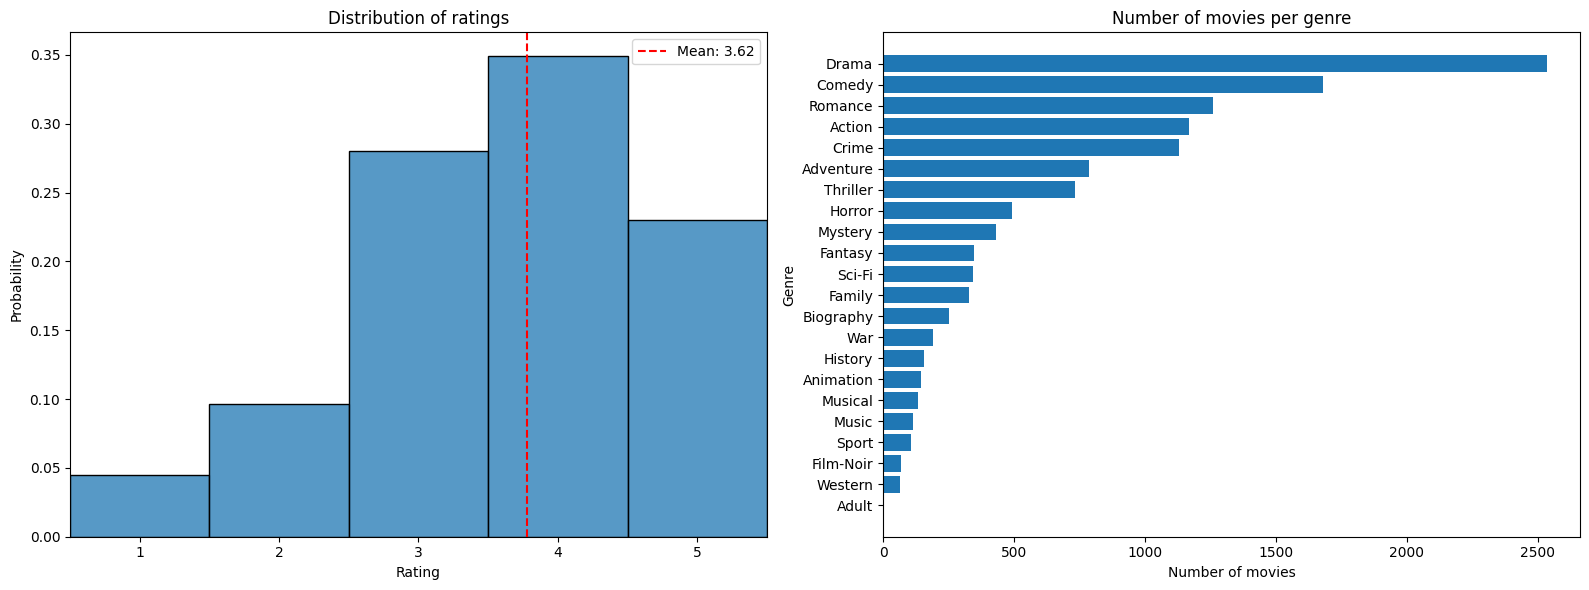 Distribution of ratings
Mean: 3.62
0.35
0.30
0.25
0.20
0.15
0.10
0.05
0.00
Probability
1 2 3 4 5
Rating
Number of movies per genre
Genre
Drama
Comedy
Romance
Action
Crime
Adventure
Thriller
Horror
Mystery
Fantasy
Sci-Fi
Family
Biography
War
History
Animation
Musical
Music
Sport
Film-Noir
Western
Adult
0 500 1000 1500 2000 2500
Number of movies